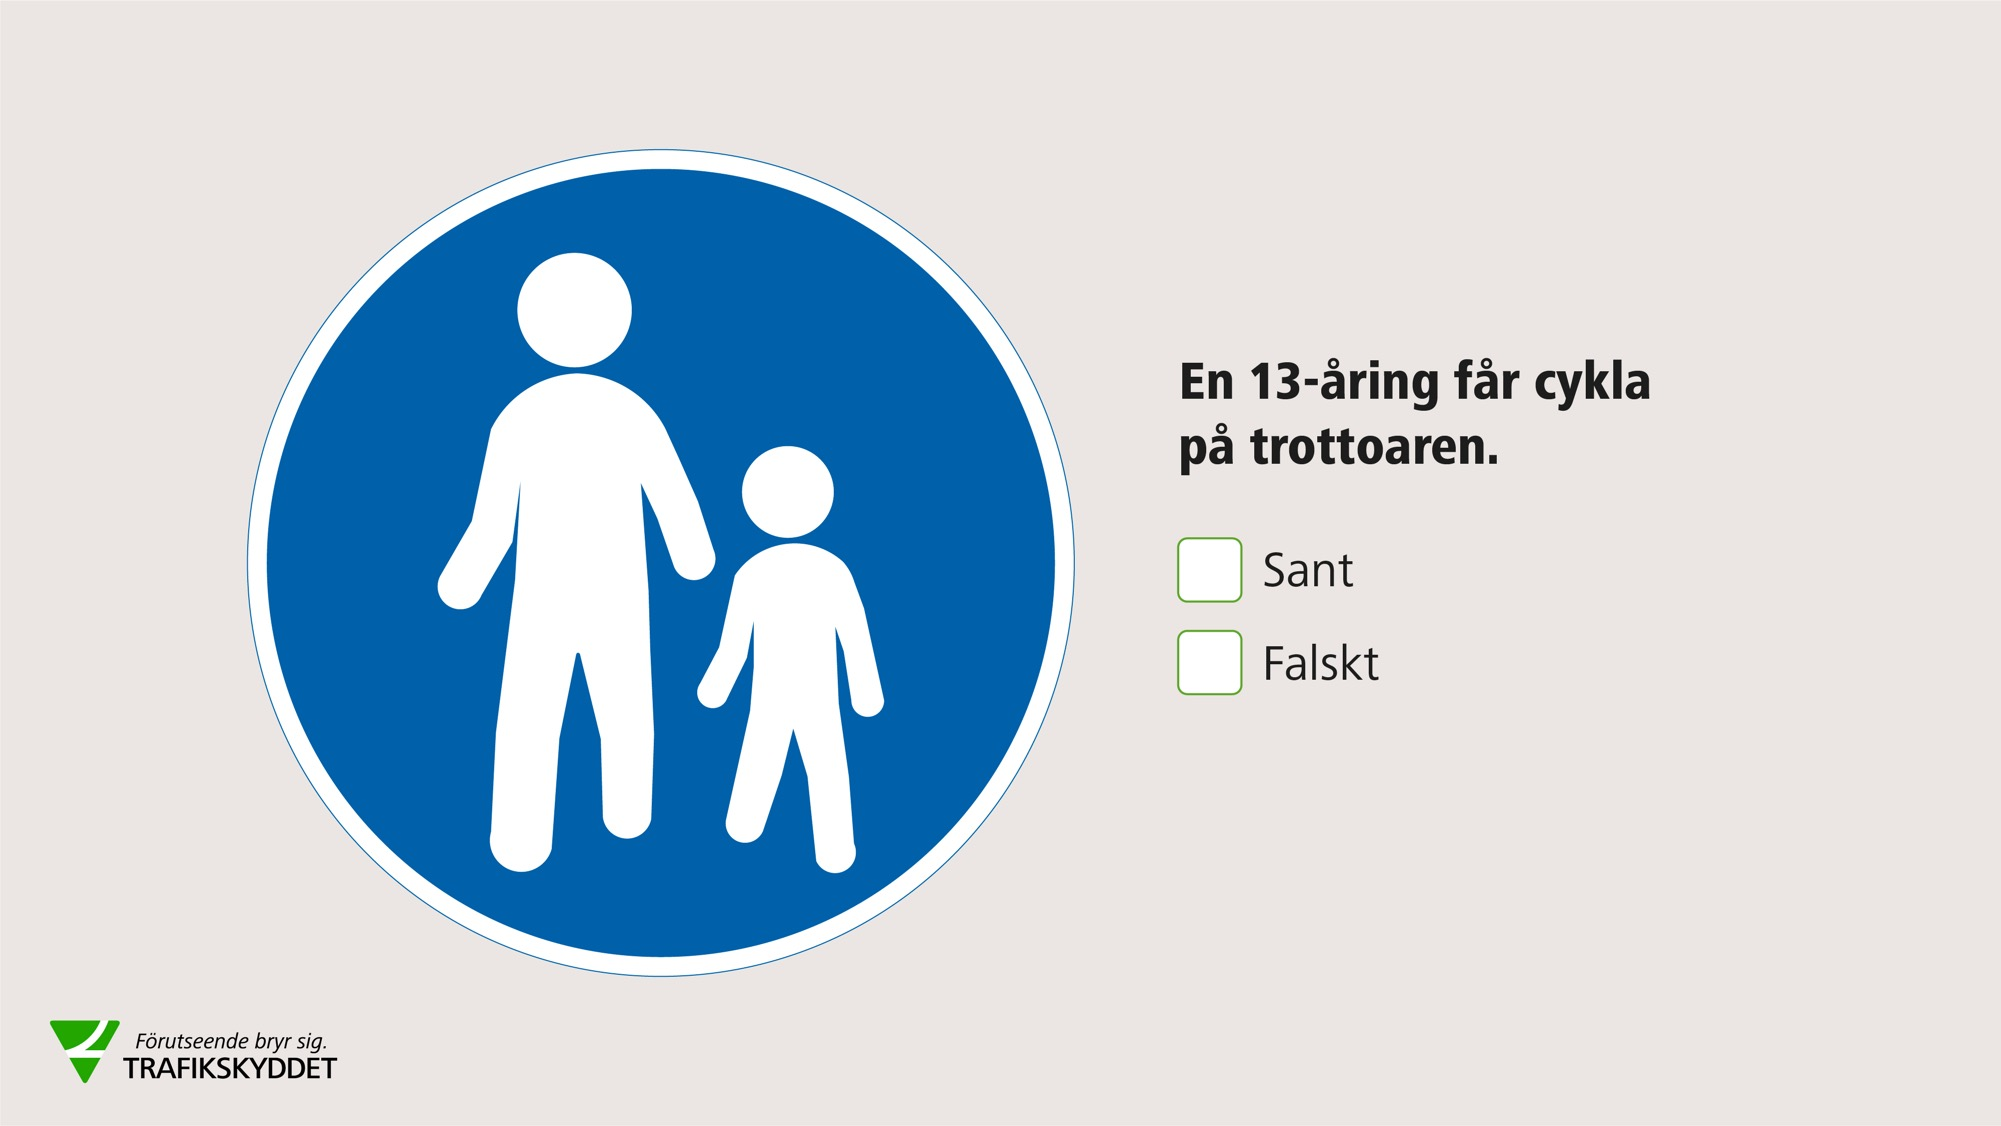 En 13-åring får cykla
på trottoaren.
Sant
Falskt
Förutseende bryr sig.
TRAFIKSKYDDET